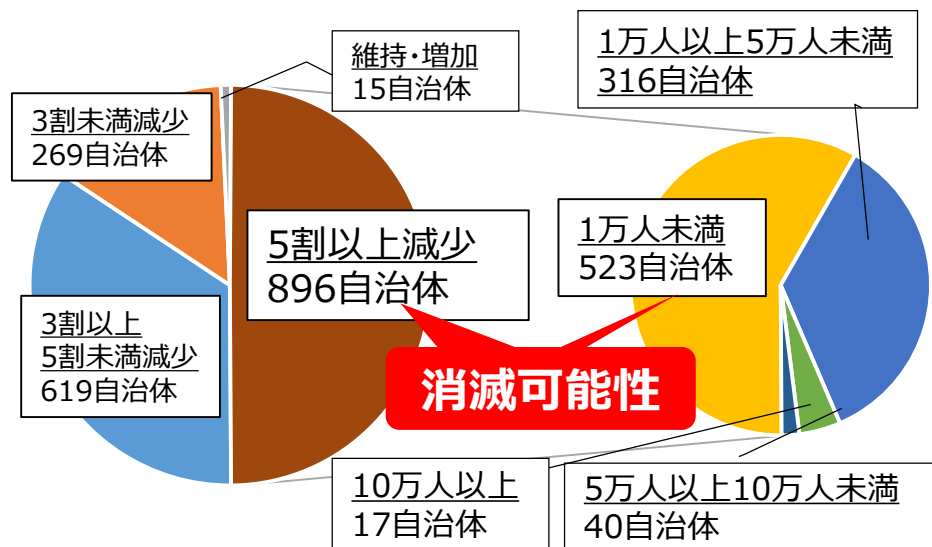 維持・増加
15自治体
1万人以上5万人未満
316自治体
3割未満減少
269自治体
5割以上減少
896自治体
1万人未満
523自治体
3割以上
5割未満減少
619自治体
消滅可能性
10万人以上
17自治体
5万人以上10万人未満
40自治体